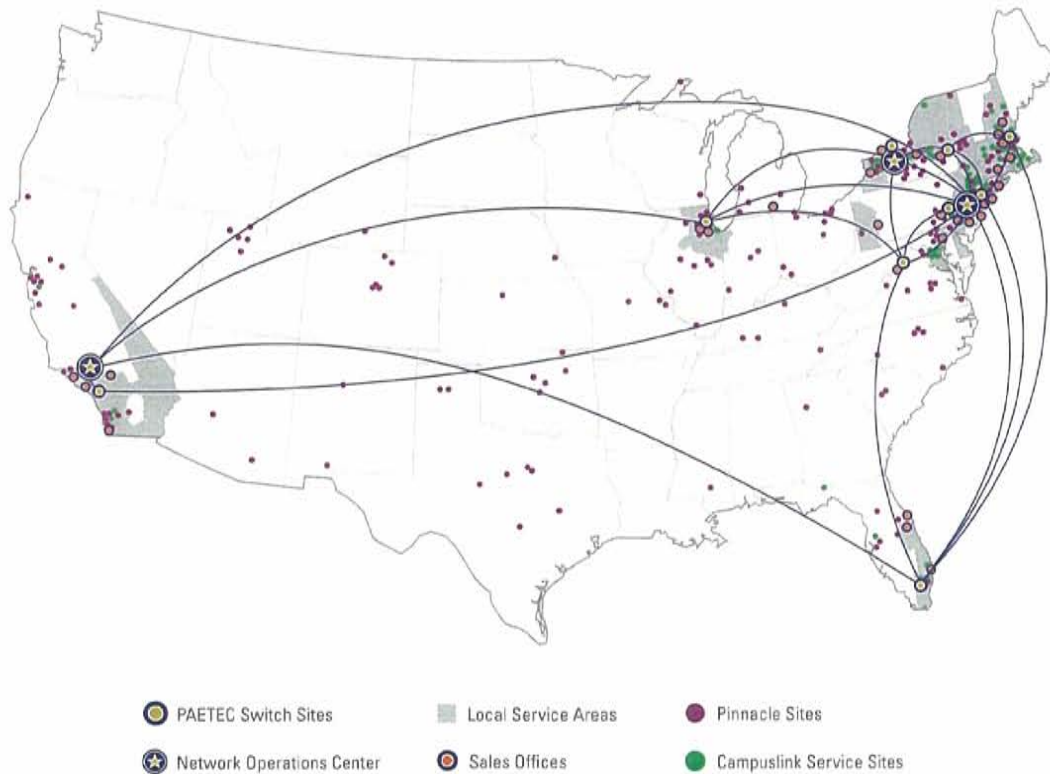 PAETEC Switch Sites
Local Service Areas
Pinnacle Sites
Network Operations Center
Sales Offices
Campuslink Service Sites